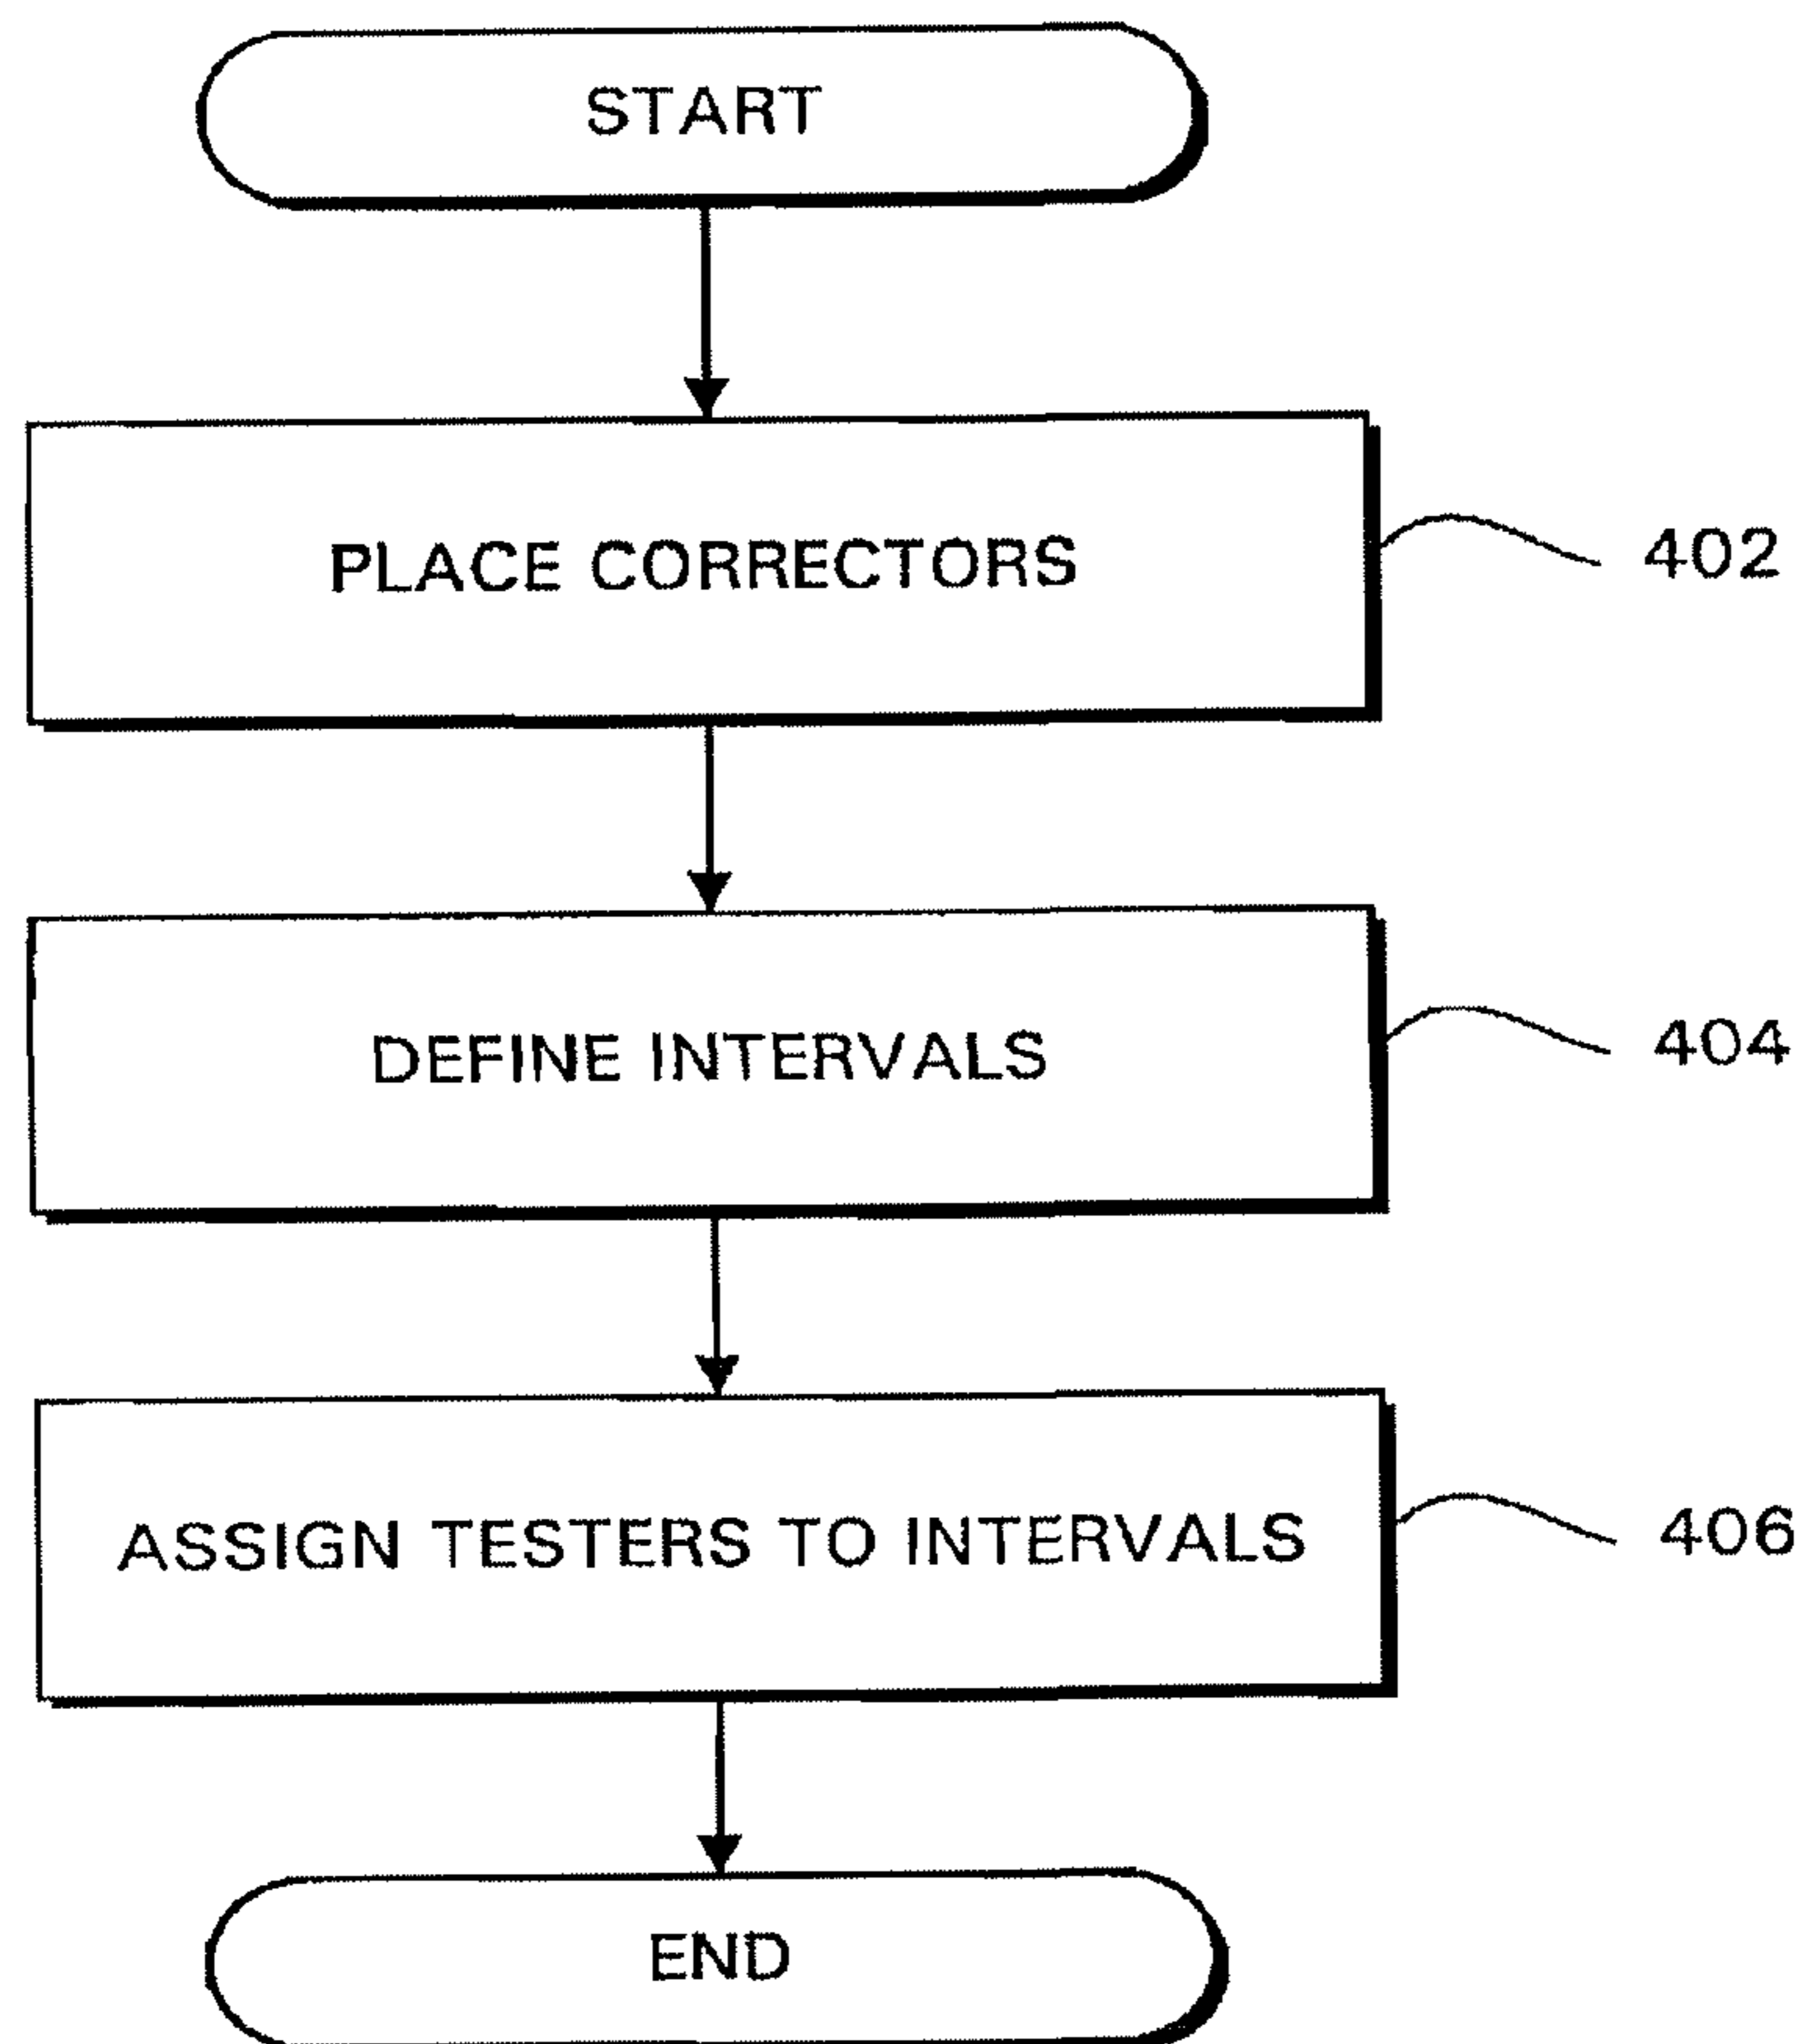 START
PLACE CORRECTORS
402
DEFINE INTERVALS
404
ASSIGN TESTERS TO INTERVALS
406
END